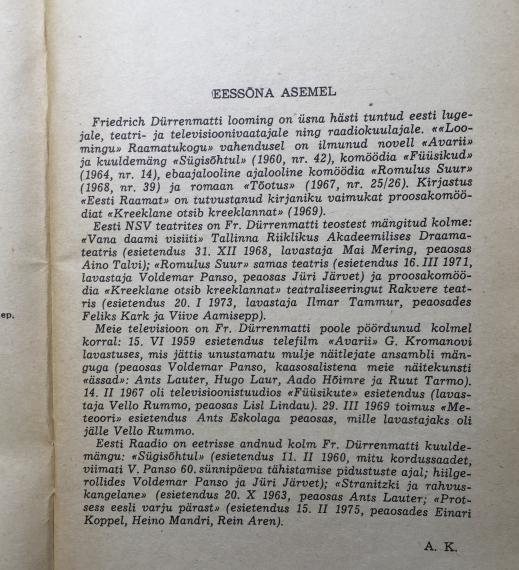 EESSÕNA ASEMEL
Friedrich Dürrenmatti looming on üsna hästi tuntud eesti luge-
jale, teatri- ja televisioonivaatajale ning raadiokuulajale. ««Loo-
mingu» Raamatukogu» vahendusel on ilmunud novell «Avarii»
ja kuuldemäng «Sügisõhtul» (1960, nr. 42), komöödia «Füüsikud»
(1964, nr. 14), ebaajalooline ajalooline komöödia «Romulus Suur»
(1968, nr. 39) ja romaan «Tõotus» (1967, nr. 25/26). Kirjastus
«Eesti Raamat» on tutvustanud kirjaniku vaimukat proosakomöö-
diat «Kreeklane otsib kreeklannat» (1969).
Eesti NSV teatrites on Fr. Dürrenmatti teostest mängitud kolme:
«Vana daami visiiti» Tallinna Riiklikus Akadeemilises Draama-
teatris (esietendus 31. XII 1968, lavastaja Mai Mering, peaosas
Aino Talvi); «Romulus Suur» samas teatris (esietendus 16. III 1971,
lavastaja Voldemar Panso, peaosas Jüri Järvet) ja proosakomöö-
dia «Kreeklane otsib kreeklannat» teatraliseeringut Rakvere teat-
ris (esietendus 20. I 1973, lavastaja Ilmar Tammur, peaosades
Feliks Kark ja Viive Aamisepp).
Meie televisioon on Fr. Dürrenmatti poole pöördunud kolmel
korral: 15. VI 1959 esietendus telefilm «Avarii» G. Kromanovi
lavastuses, mis jättis unustamatu mulje näitlejate ansambli män-
guga (peaosas Voldemar Panso, kaasosalistena meie näitekunsti
«ässad»: Ants Lauter, Hugo Laur, Aado Hõimre ja Ruut Tarmo).
14. II 1967 oli televisioonistuudios «Füüsikute» esietendus (lavas-
taja Vello Rummo, peaosas Lisl Lindau). 29. III 1969 toimus «Me-
teoori» esietendus Ants Eskolaga peaosas, mille lavastajaks oli
jälle Vello Rummo.
Eesti Raadio on eetrisse andnud kolm Fr. Dürrenmatti kuulde-
mängu: «Sügisõhtul» (esietendus 11. II 1960, mitu kordussaadet,
viimati V. Panso 60. sünnipäeva tähistamise pidustuste ajal; hiilge-
rollides Voldemar Panso ja Jüri Järvet); «Stranitzki ja rahvus-
kangelane» (esietendus 20. X 1963, peaosas Ants Lauter; «Prot-
sess eesli varju pärast» (esietendus 15. II 1975, peaosades Einari
Koppel, Heino Mandri, Rein Aren).
A. K.
ep,